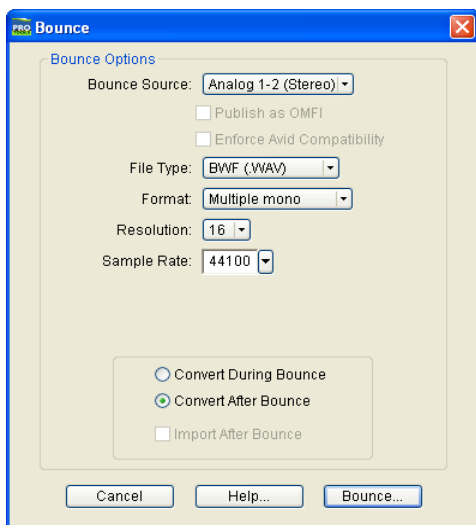 PRO TOOLS Bounce
Bounce Options
Bounce Source: Analog 1-2 (Stereo)
Publish as OMFI
Enforce Avid Compatibility
File Type: BWF (.WAV)
Format: Multiple mono
Resolution: 16
Sample Rate: 44100
Convert During Bounce
Convert After Bounce
Import After Bounce
Cancel Help... Bounce...